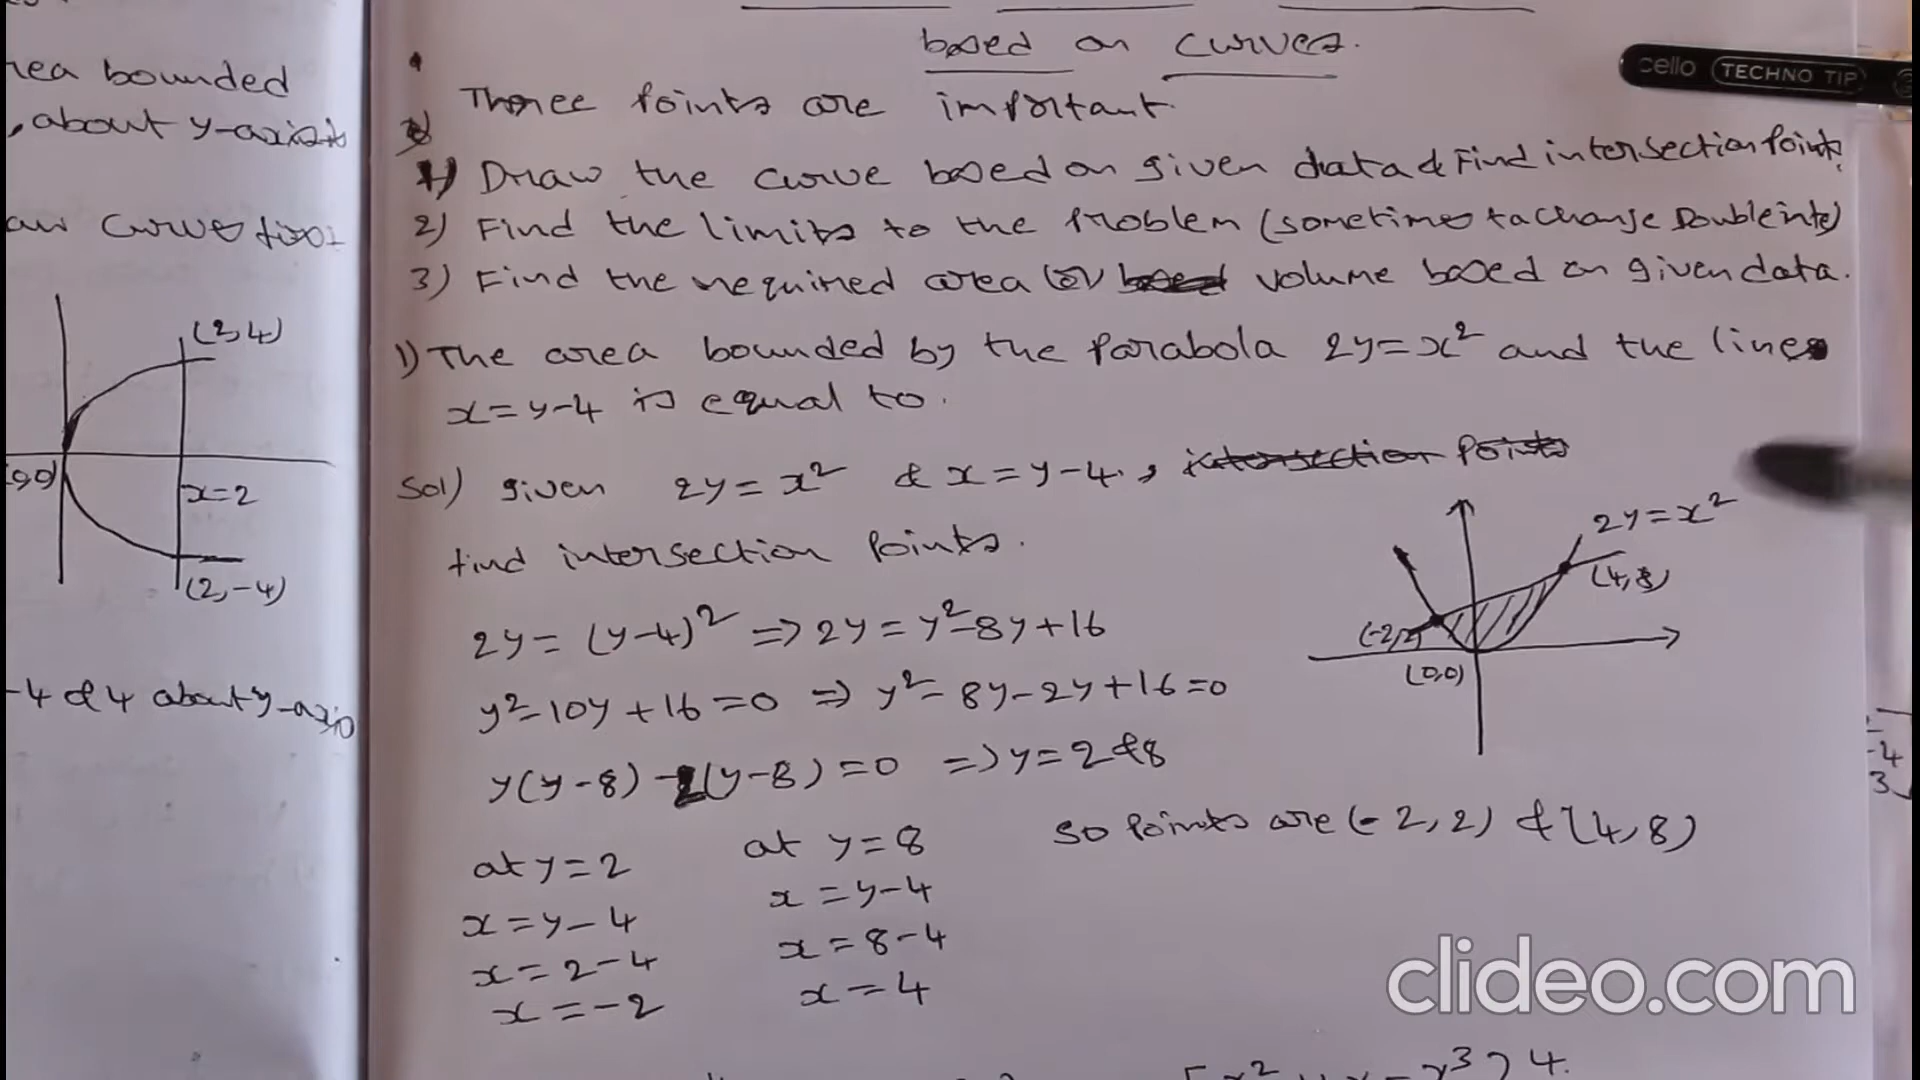 rea bounded
, about y-axis
curve
(2,4)
x=2
(2,-4)
-4 & 4 about y-axis
based on curves.
Three points are important.
1) Draw the curve based on given data & Find intersection Points.
2) Find the limits to the problem (sometimes to change Double inte)
3) Find the required area (or) volume based on given data.
1) The area bounded by the parabola 2y=x² and the line
x=y-4 is equal to.
Sol) given 2y=x² & x=y-4.,
find intersection Points.
2y=(y-4)² => 2y=y²-8y+16
y²-10y+16=0 => y²-8y-2y+16=0
y(y-8)-2(y-8)=0 => y=2&8
at y=2
x=y-4
x=2-4
x=-2
at y=8
x=y-4
x=8-4
x=4
so points are (-2,2) & (4,8)
2y=x²
(4,8)
(-2,2)
(0,0)
cello TECHNO TIP
clideo.com